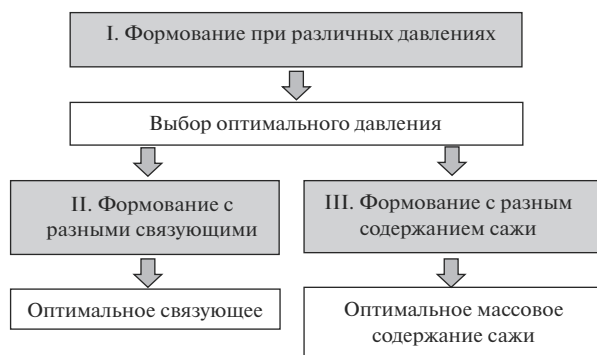 I. Формование при различных давлениях
Выбор оптимального давления
II. Формование с
разными связующими
III. Формование с разным
содержанием сажи
Оптимальное связующее
Оптимальное массовое
содержание сажи